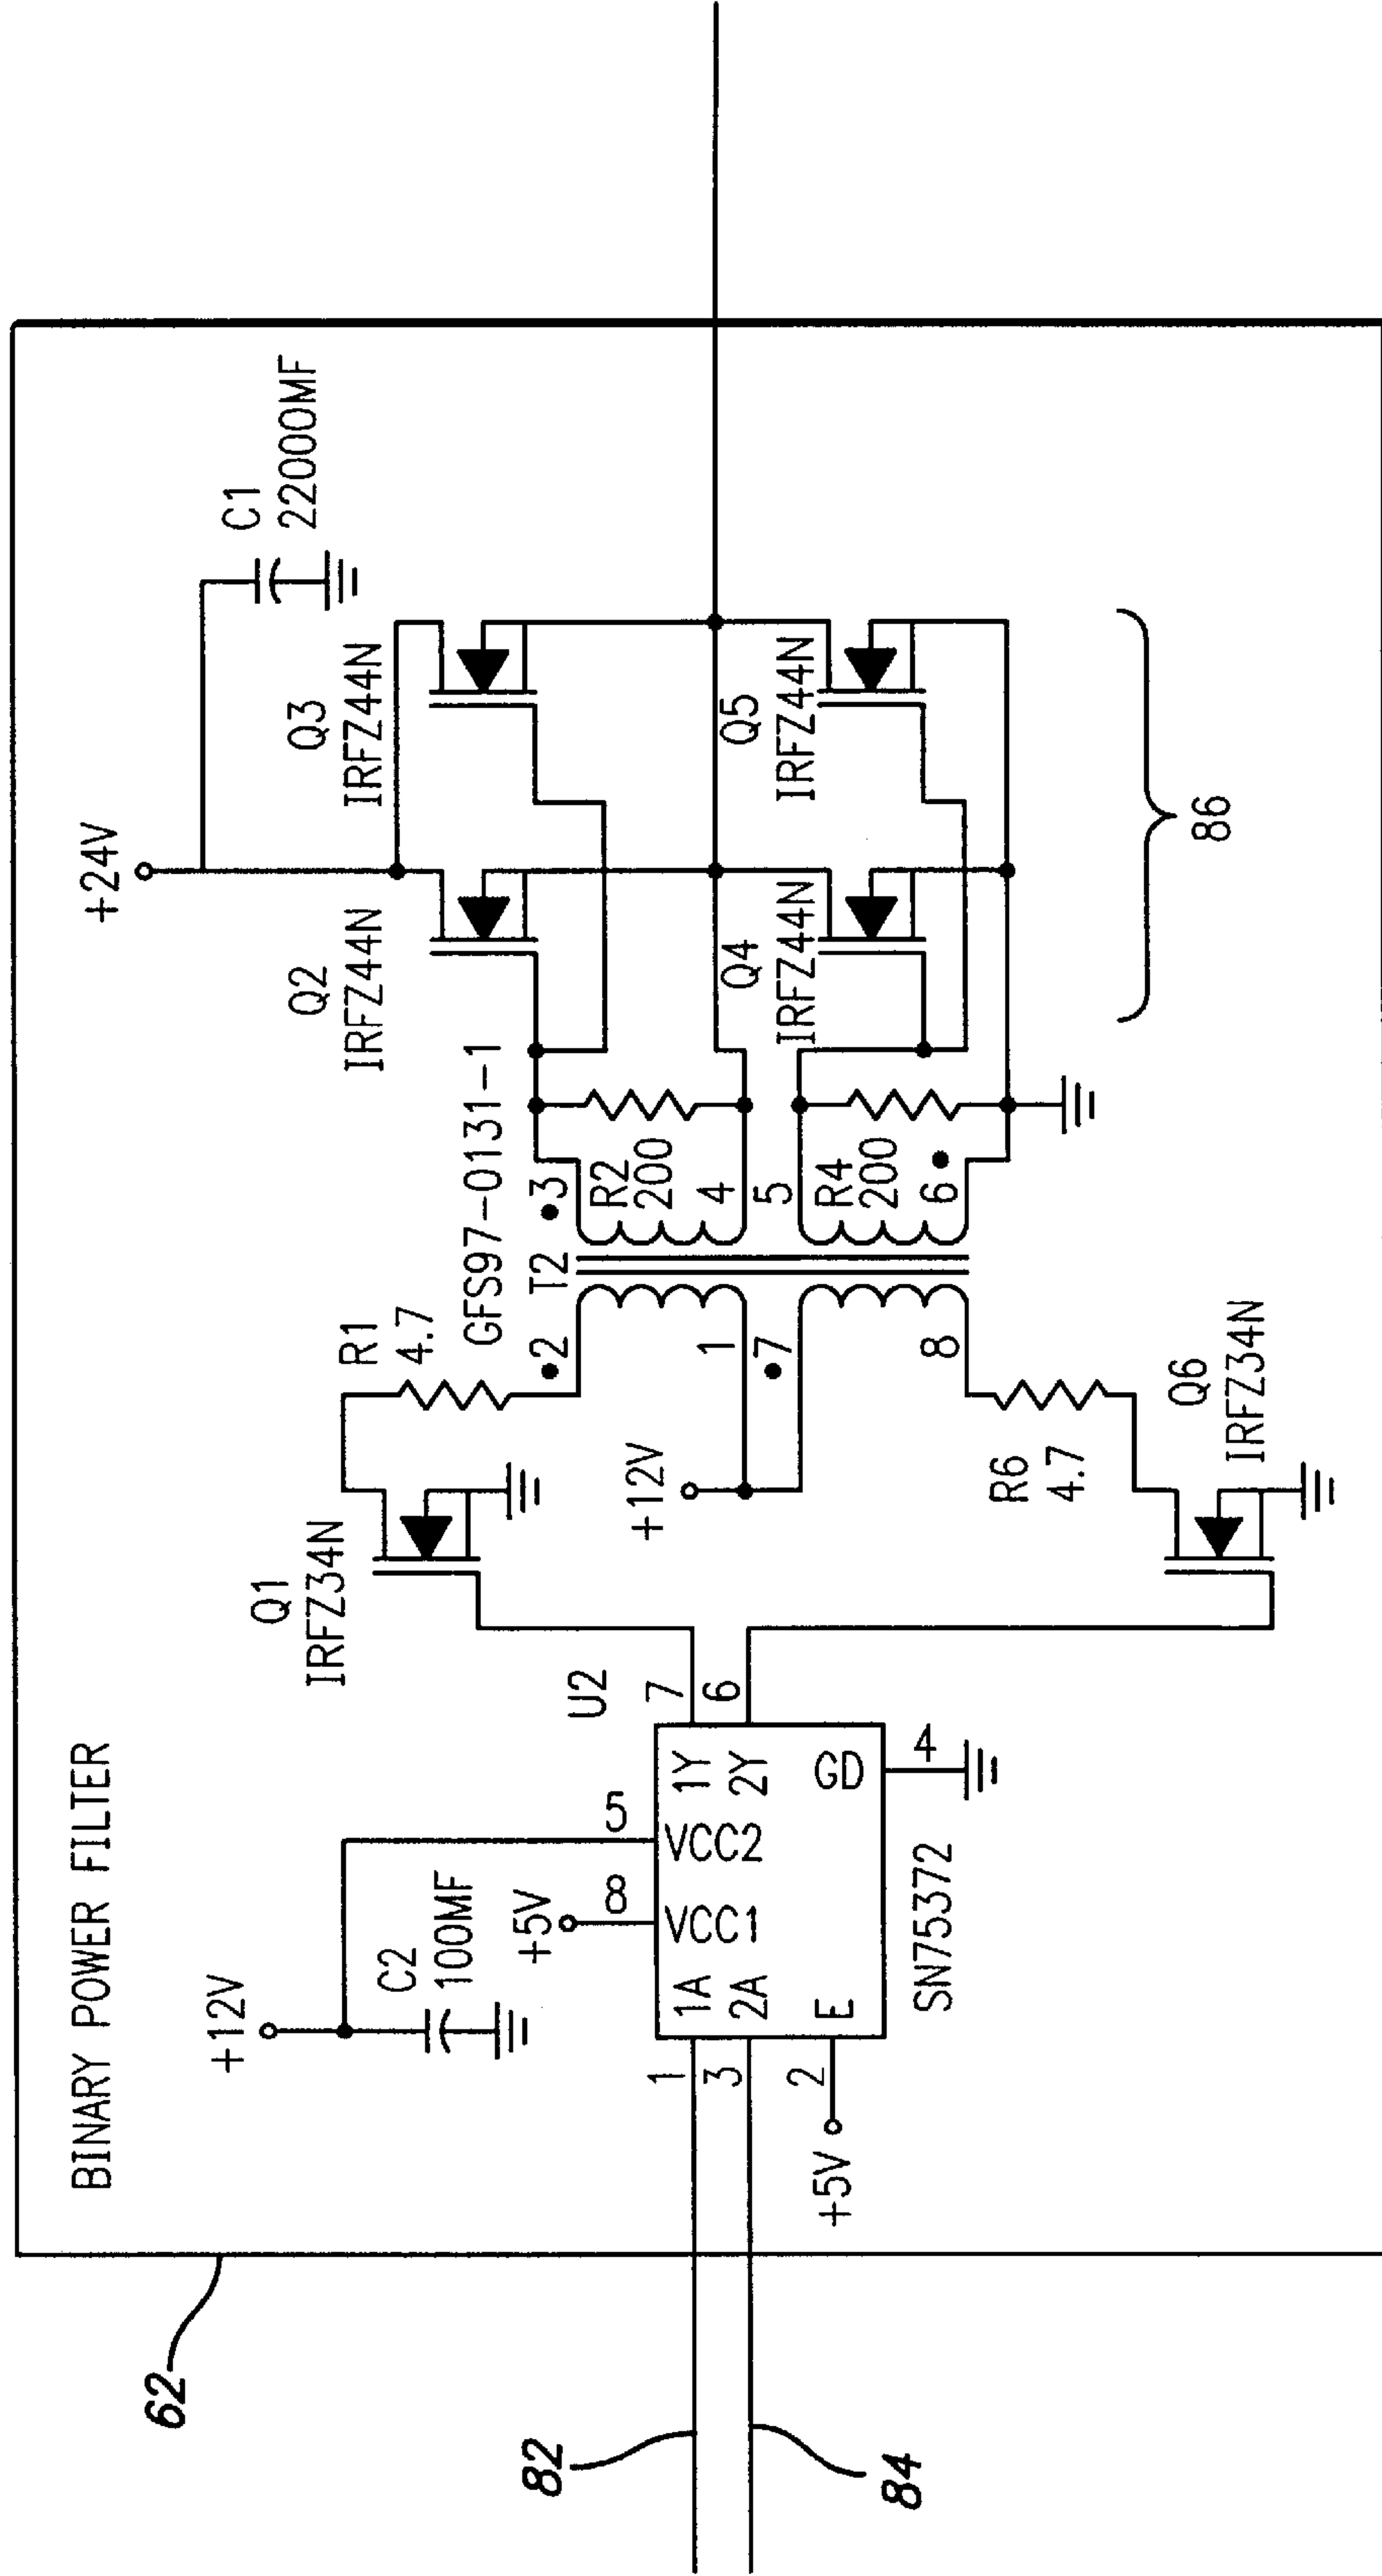 BINARY POWER FILTER
62
82
84
+12V
C2
100MF
+5V
8
5
VCC1
VCC2
1
3
2
+5V
1A
2A
E
1Y
2Y
GD
7
6
4
U2
SN75372
Q1
IRFZ34N
R1
4.7
+12V
R6
4.7
Q6
IRFZ34N
GFS97-0131-1
T2
2
1
7
8
3
4
5
6
R2
200
R4
200
+24V
C1
22000MF
Q2
IRFZ44N
Q3
IRFZ44N
Q4
IRFZ44N
Q5
IRFZ44N
86